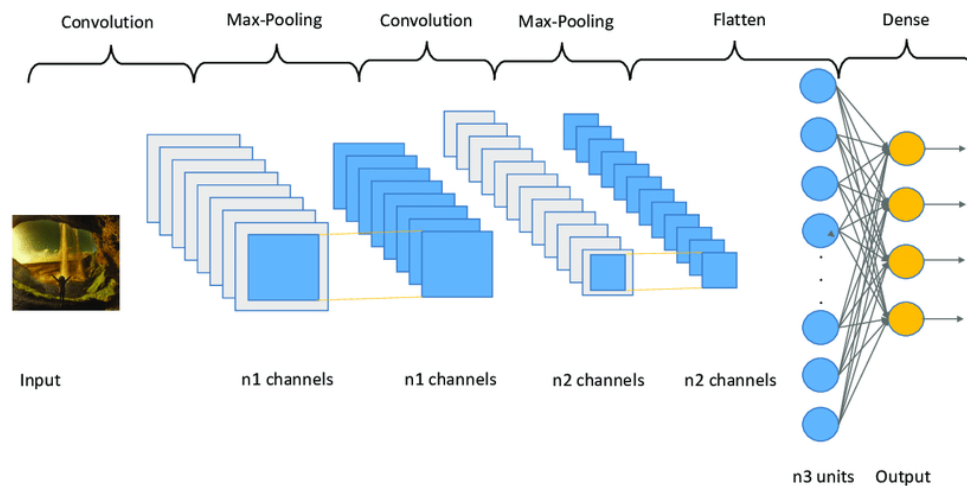 Convolution Max-Pooling Convolution Max-Pooling Flatten Dense
Input n1 channels n1 channels n2 channels n2 channels
n3 units Output